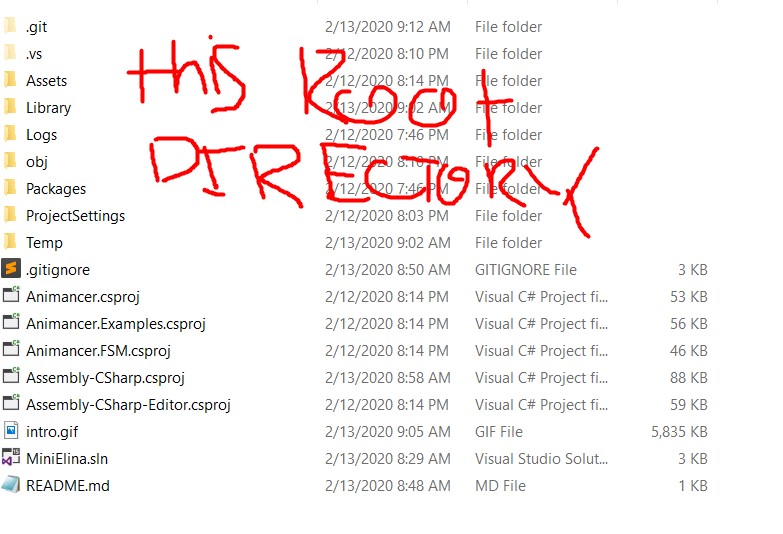 .git 2/13/2020 9:12 AM File folder
.vs 2/12/2020 8:10 PM File folder
Assets 2/12/2020 8:14 PM File folder
Library 2/13/2020 9:02 AM File folder
Logs 2/12/2020 7:46 PM File folder
obj 2/12/2020 8:10 PM File folder
Packages 2/12/2020 7:46 PM File folder
ProjectSettings 2/12/2020 8:03 PM File folder
Temp 2/13/2020 9:02 AM File folder
.gitignore 2/13/2020 8:50 AM GITIGNORE File 3 KB
Animancer.csproj 2/12/2020 8:14 PM Visual C# Project fi... 53 KB
Animancer.Examples.csproj 2/12/2020 8:14 PM Visual C# Project fi... 56 KB
Animancer.FSM.csproj 2/12/2020 8:14 PM Visual C# Project fi... 46 KB
Assembly-CSharp.csproj 2/13/2020 8:58 AM Visual C# Project fi... 88 KB
Assembly-CSharp-Editor.csproj 2/12/2020 8:14 PM Visual C# Project fi... 59 KB
intro.gif 2/13/2020 9:05 AM GIF File 5,835 KB
MiniElina.sln 2/13/2020 8:29 AM Visual Studio Solut... 3 KB
README.md 2/13/2020 8:48 AM MD File 1 KB
this Root
DIRECTORY